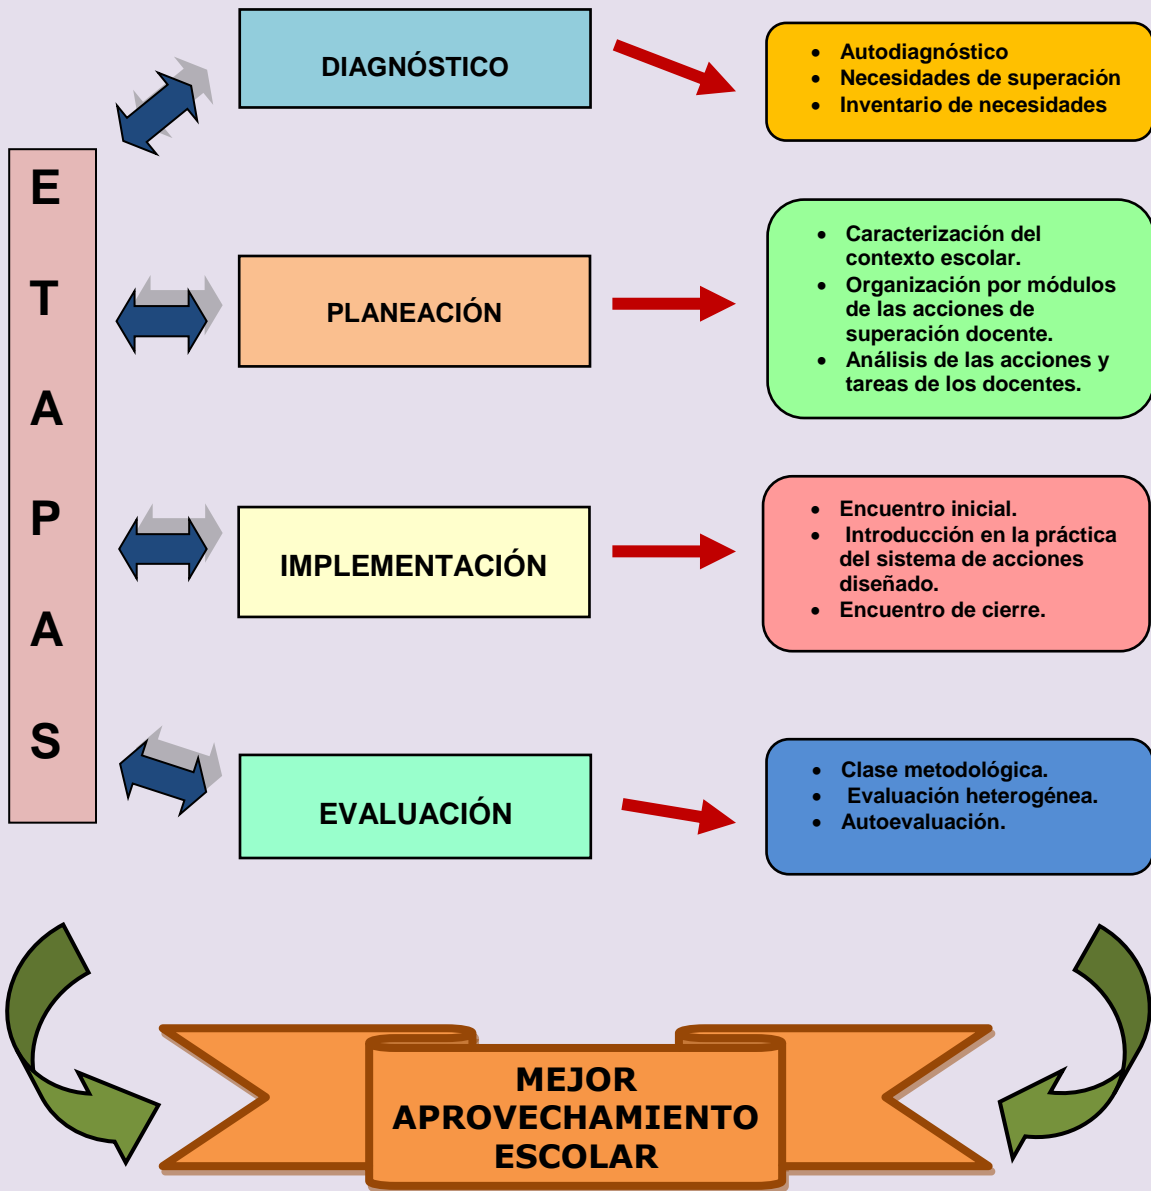 E
T
A
P
A
S
DIAGNÓSTICO
• Autodiagnóstico
• Necesidades de superación
• Inventario de necesidades
PLANEACIÓN
• Caracterización del
contexto escolar.
• Organización por módulos
de las acciones de
superación docente.
• Análisis de las acciones y
tareas de los docentes.
IMPLEMENTACIÓN
• Encuentro inicial.
• Introducción en la práctica
del sistema de acciones
diseñado.
• Encuentro de cierre.
EVALUACIÓN
• Clase metodológica.
• Evaluación heterogénea.
• Autoevaluación.
MEJOR
APROVECHAMIENTO
ESCOLAR